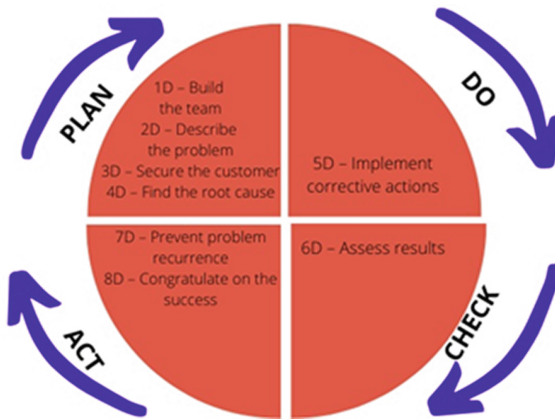 PLAN
1D – Build
the team
2D – Describe
the problem
3D – Secure the customer
4D – Find the root cause
DO
5D – Implement
corrective actions
CHECK
6D – Assess results
ACT
7D – Prevent problem
recurrence
8D – Congratulate on the
success